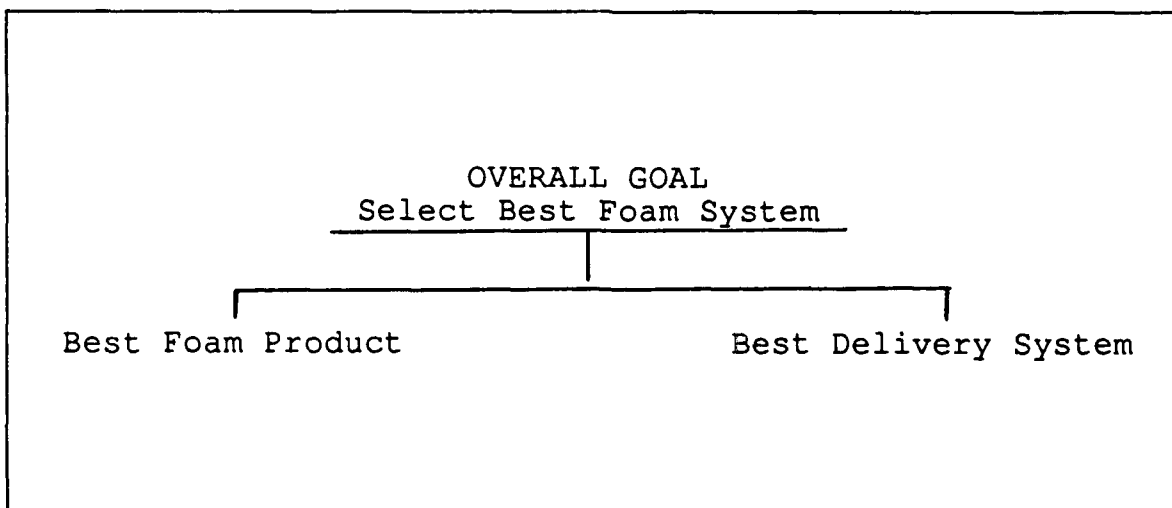 OVERALL GOAL
Select Best Foam System
Best Foam Product Best Delivery System